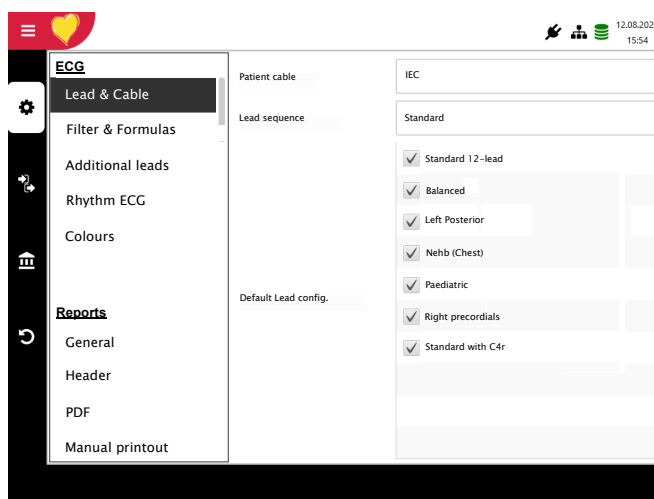 12.08.202
15:54
ECG
Lead & Cable
Filter & Formulas
Additional leads
Rhythm ECG
Colours
Reports
General
Header
PDF
Manual printout
Patient cable
IEC
Lead sequence
Standard
Default Lead config.
Standard 12-lead
Balanced
Left Posterior
Nehb (Chest)
Paediatric
Right precordials
Standard with C4r